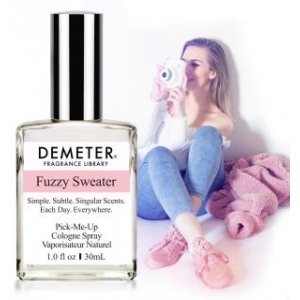 DEMETER®
FRAGRANCE LIBRARY
Fuzzy Sweater
Simple. Subtle. Singular Scents.
Each Day. Everywhere.
Pick-Me-Up
Cologne Spray
Vaporisateur Naturel
1.0 fl oz | 30mL